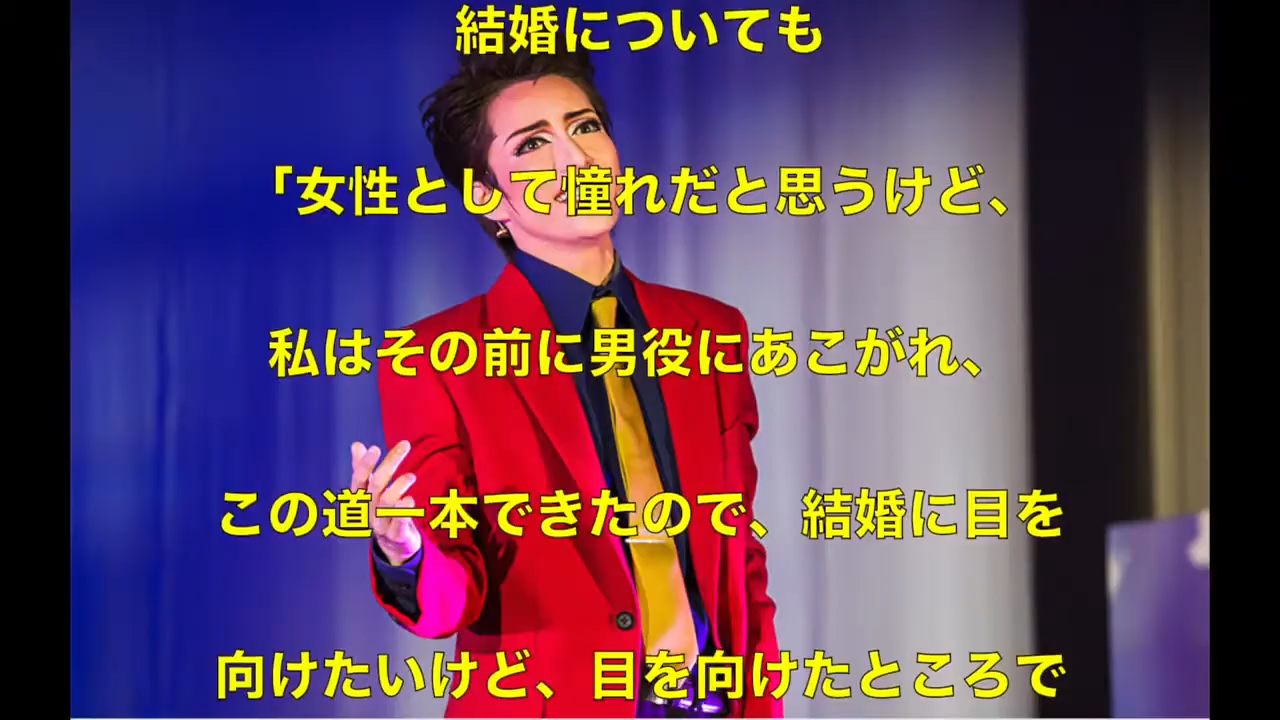 結婚についても
「女性として憧れだと思うけど、
私はその前に男役にあこがれ、
この道一本できたので、結婚に目を
向けたいけど、目を向けたところで